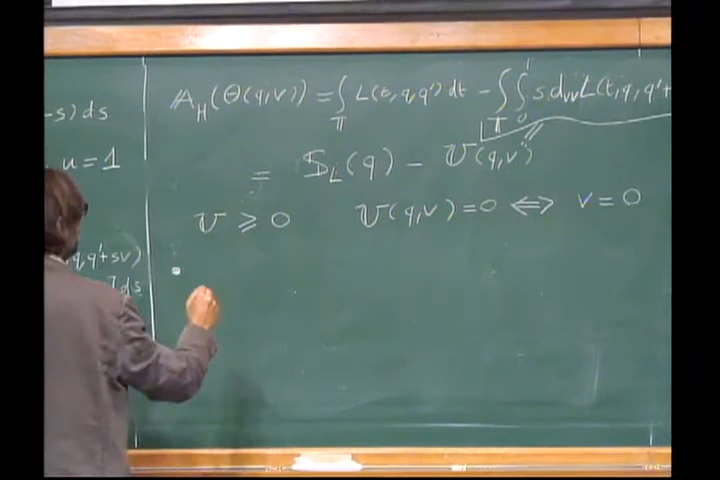 -s) ds
, u = 1
q, q'+sv)
] ds
𝔸_H(Θ(q,v)) = ∫_𝕋 L(t,q,q') dt - ∫_𝕋 ∫_0^1 s d_vv L(t,q,q'+
= 𝕊_L(q) - 𝒰(q,v)
𝒰 ⩾ 0 𝒰(q,v) = 0 ⟺ v = 0